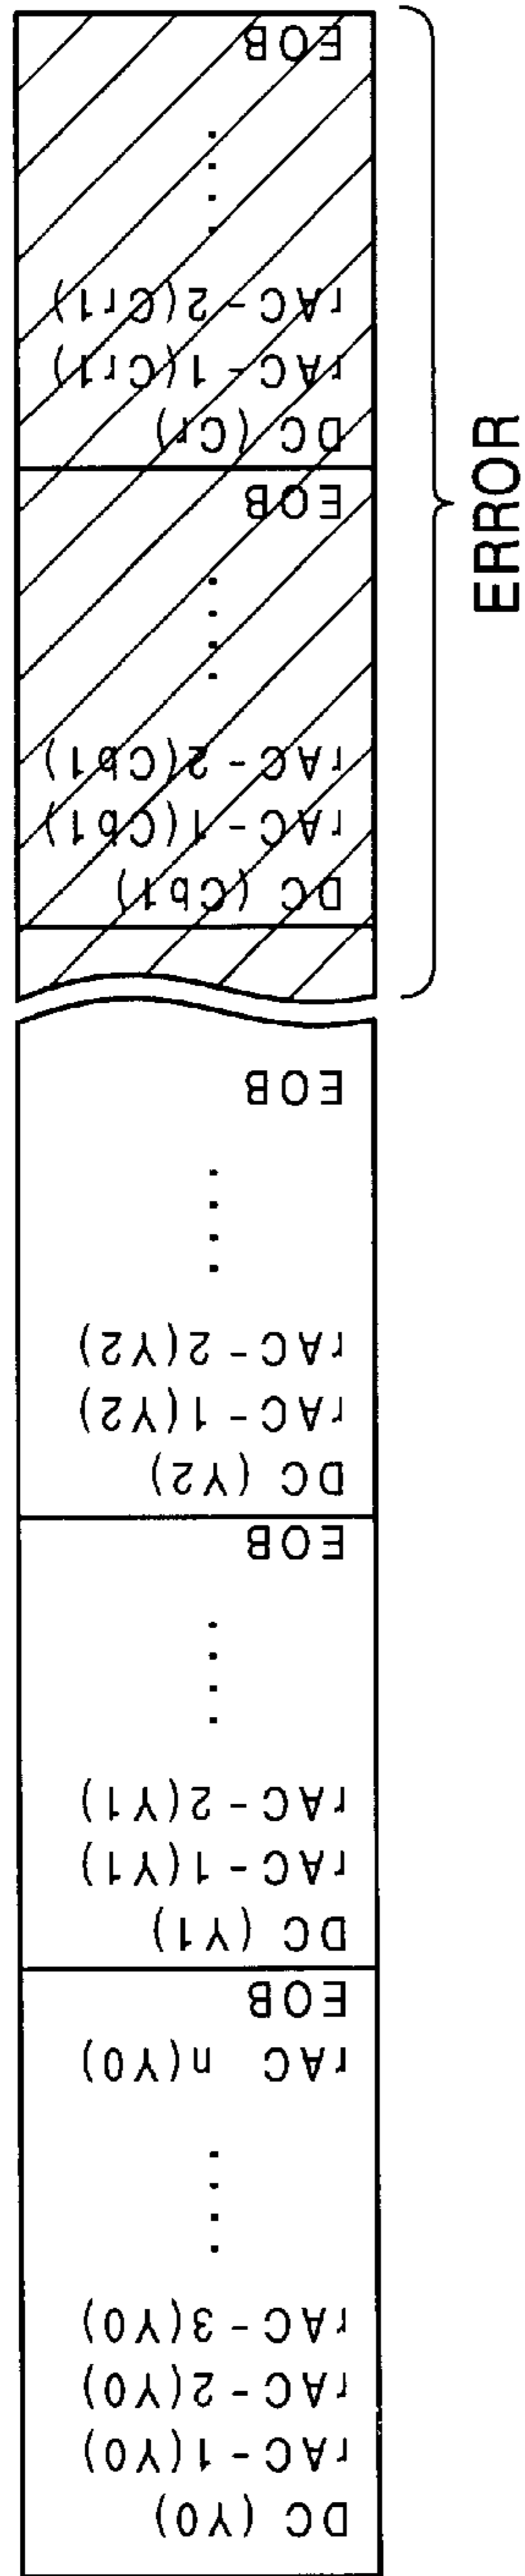 DC (Y0)
rAC-1(Y0)
rAC-2(Y0)
rAC-3(Y0)
....
rAC n(Y0)
EOB
DC (Y1)
rAC-1(Y1)
rAC-2(Y1)
....
EOB
DC (Y2)
rAC-1(Y2)
rAC-2(Y2)
....
EOB
DC (Cb1)
rAC-1(Cb1)
rAC-2(Cb1)
....
EOB
DC (Cr)
rAC-1(Cr1)
rAC-2(Cr1)
....
EOB
ERROR